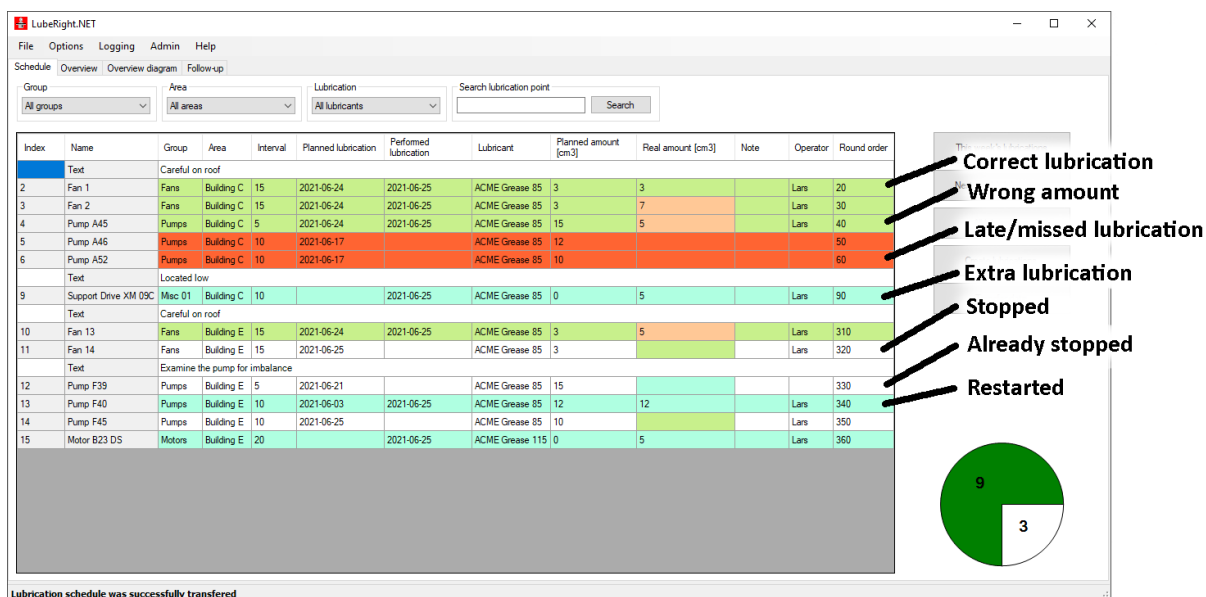 LubeRight.NET
File Options Logging Admin Help
Schedule Overview Overview diagram Follow-up
Group Area Lubrication Search lubrication point
All groups All areas All lubricants Search
Index Name Group Area Interval Planned lubrication Performed lubrication Lubricant Planned amount [cm3] Real amount [cm3] Note Operator Round order
Text Careful on roof
2 Fan 1 Fans Building C 15 2021-06-24 2021-06-25 ACME Grease 85 3 3 Lars 20
3 Fan 2 Fans Building C 15 2021-06-24 2021-06-25 ACME Grease 85 3 7 Lars 30
4 Pump A45 Pumps Building C 5 2021-06-24 2021-06-25 ACME Grease 85 15 5 Lars 40
5 Pump A46 Pumps Building C 10 2021-06-17 ACME Grease 85 12 50
6 Pump A52 Pumps Building C 10 2021-06-17 ACME Grease 85 10 60
Text Located low
9 Support Drive XM 09C Misc 01 Building C 10 2021-06-25 ACME Grease 85 0 5 Lars 90
Text Careful on roof
10 Fan 13 Fans Building E 15 2021-06-24 2021-06-25 ACME Grease 85 3 5 Lars 310
11 Fan 14 Fans Building E 15 2021-06-25 ACME Grease 85 3 Lars 320
Text Examine the pump for imbalance
12 Pump F39 Pumps Building E 5 2021-06-21 ACME Grease 85 15 330
13 Pump F40 Pumps Building E 10 2021-06-03 2021-06-25 ACME Grease 85 12 12 Lars 340
14 Pump F45 Pumps Building E 10 2021-06-25 ACME Grease 85 10 Lars 350
15 Motor B23 DS Motors Building E 20 2021-06-25 ACME Grease 115 0 5 Lars 360
Correct lubrication
Wrong amount
Late/missed lubrication
Extra lubrication
Stopped
Already stopped
Restarted
9
3
Lubrication schedule was successfully transfered